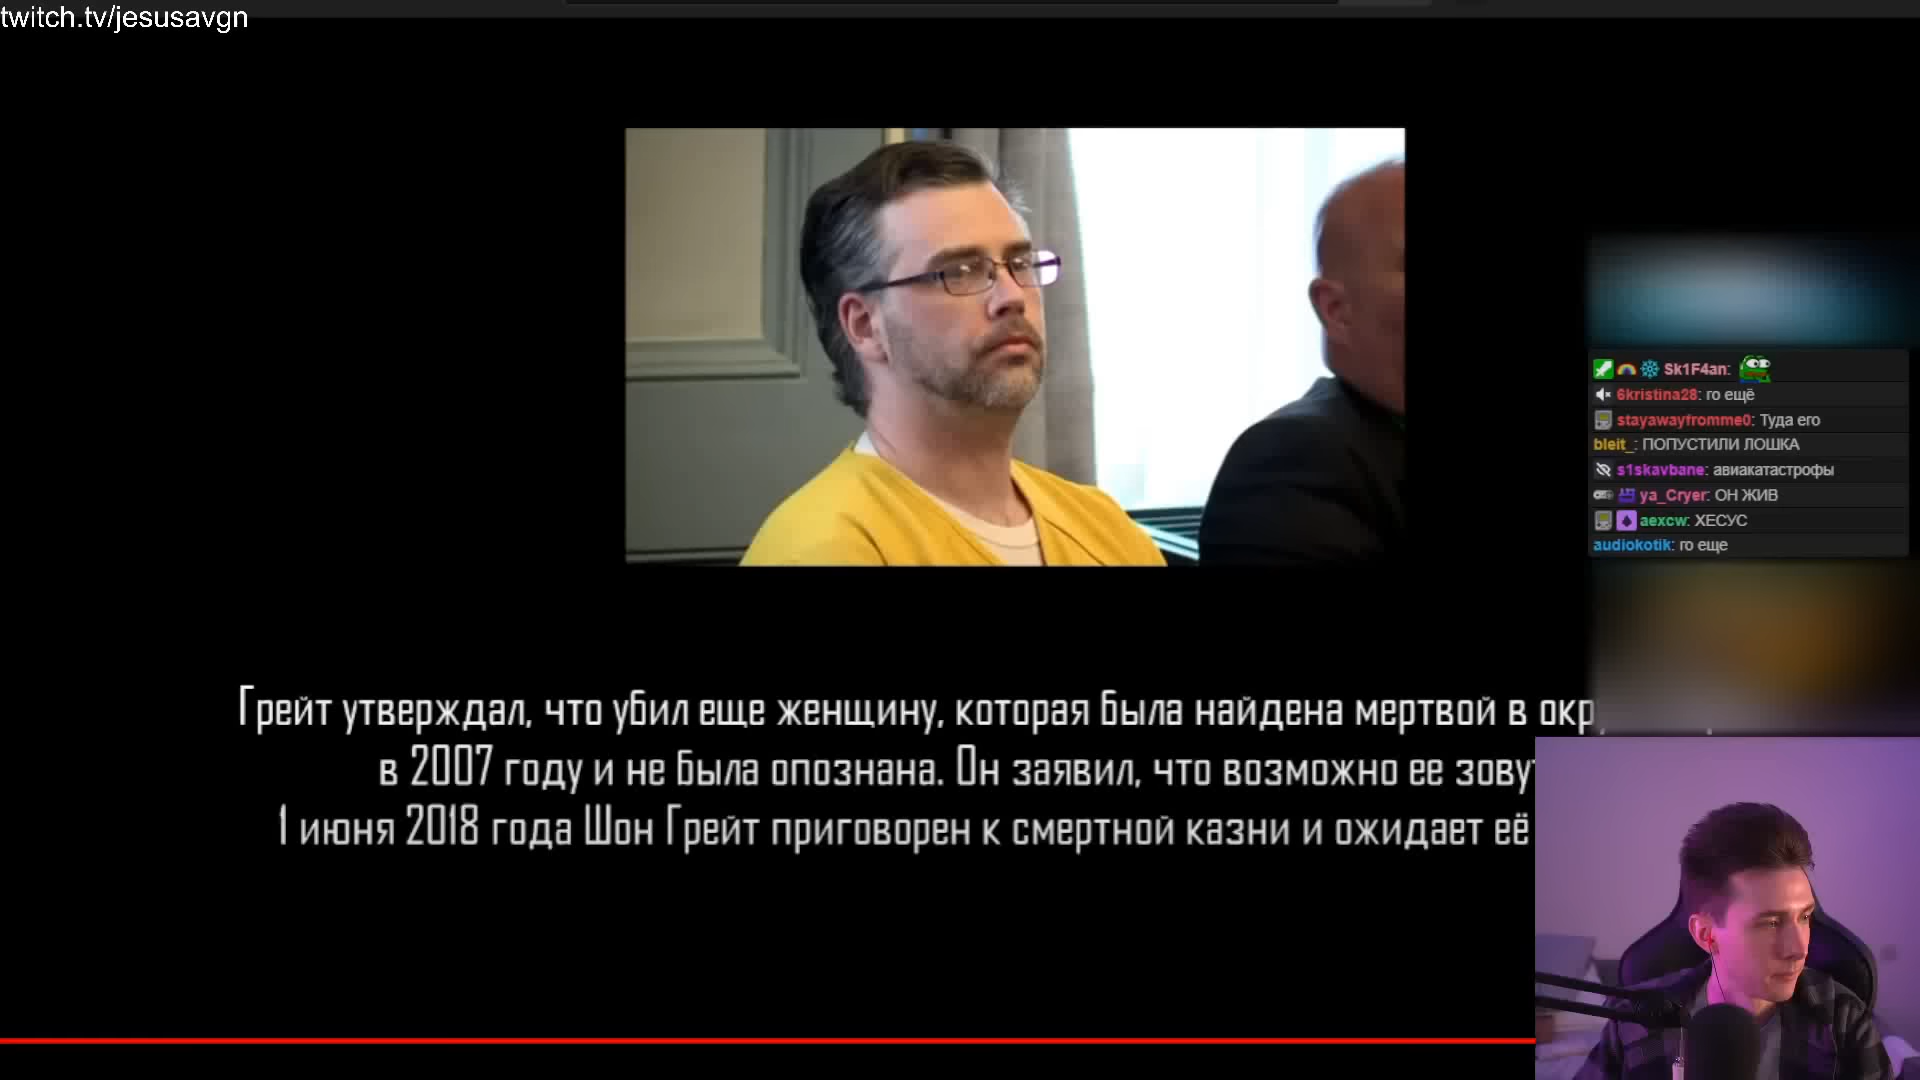 twitch.tv/jesusavgn
Sk1F4an:
6kristina28: го ещё
stayawayfromme0: Туда его
bleit_: ПОПУСТИЛИ ЛОШКА
s1skavbane: авиакатастрофы
ya_Cryer: ОН ЖИВ
aexcw: ХЕСУС
audiokotik: го еще
Грейт утверждал, что убил еще женщину, которая была найдена мертвой в
в 2007 году и не была опознана. Он заявил, что возможно ее
1 июня 2018 года Шон Грейт приговорен к смертной казни и ожидает её